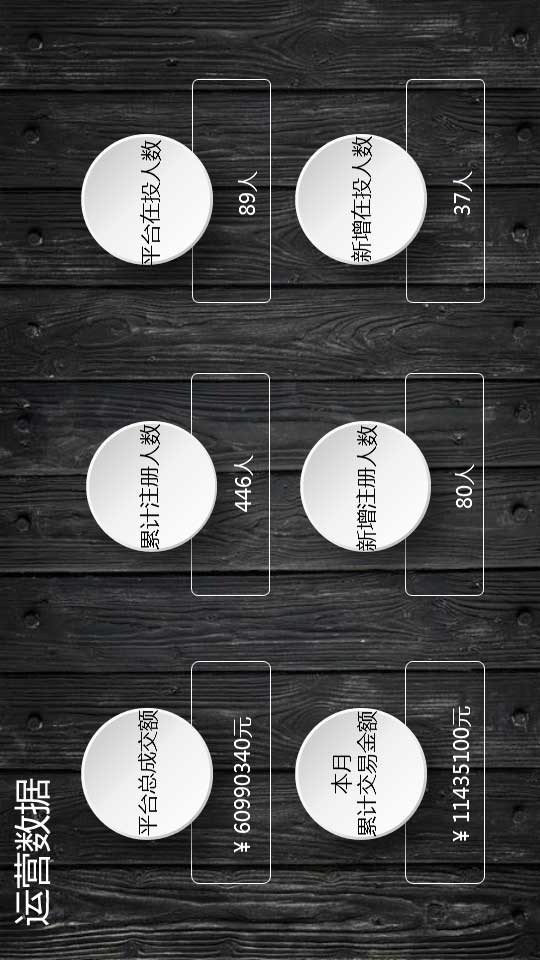 运营数据
平台总成交额
¥ 60990340元
累计注册人数
446人
平台在投人数
89人
本月
累计交易金额
¥ 11435100元
新增注册人数
80人
新增在投人数
37人